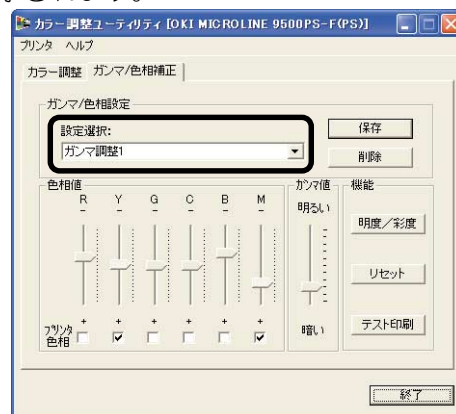 カラー調整ユーティリティ [OKI MICROLINE 9500PS-F(PS)]
プリンタ ヘルプ
カラー調整 ガンマ/色相補正
ガンマ/色相設定
設定選択:
ガンマ調整1
保存
削除
色相値
R Y G C B M
- - - - - -
+ + + + + +
プリンタ
色相
ガンマ値
明るい
暗い
機能
明度/彩度
リセット
テスト印刷
終了